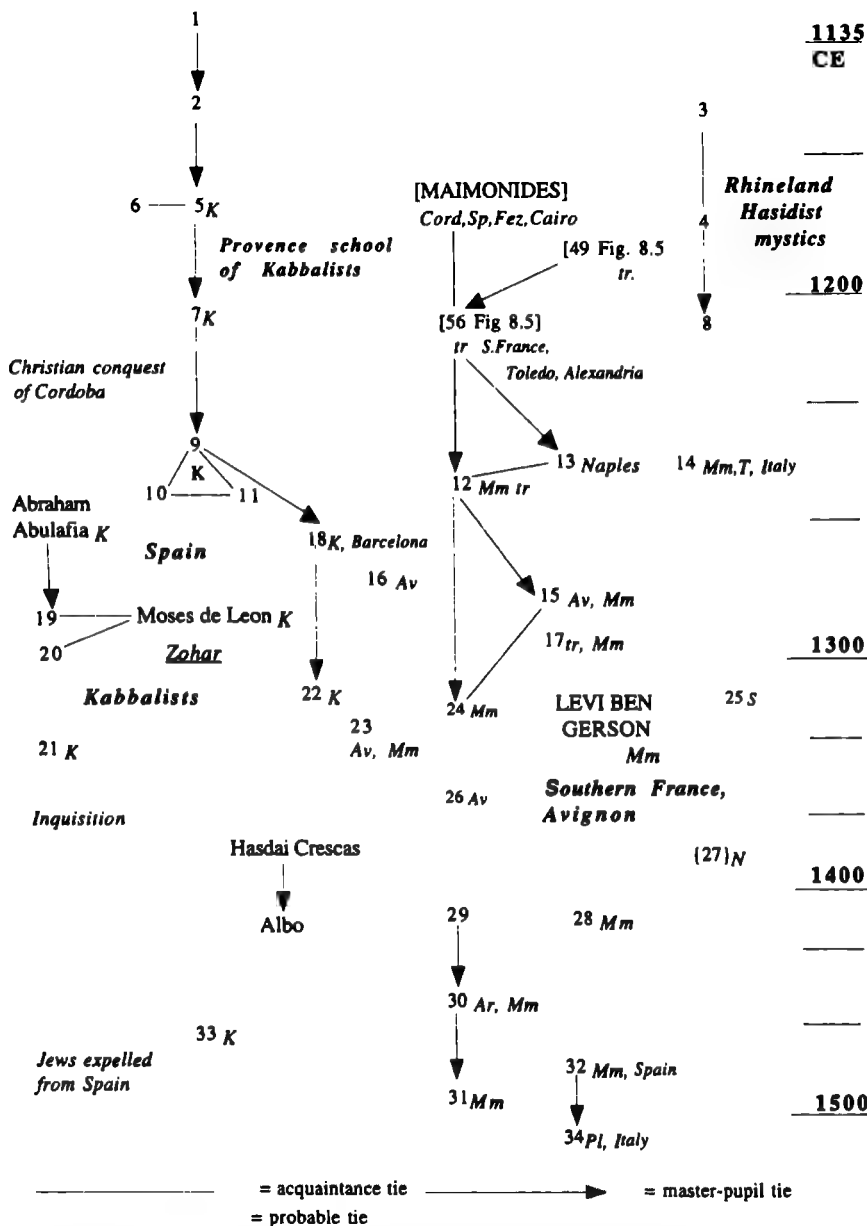 1
1135
CE
2
3
[MAIMONIDES]
Cord,Sp,Fez,Cairo
Rhineland
Hasidist
mystics
6
5 K
4
Provence school
of Kabbalists
[49 Fig. 8.5
tr.
1200
7 K
[56 Fig 8.5]
tr S.France,
Toledo, Alexandria
8
Christian conquest
of Cordoba
9
K
10
11
12 Mm tr
13 Naples
14 Mm,T, Italy
Abraham
Abulafia K
Spain
18 K, Barcelona
16 Av
15 Av, Mm
19
Moses de Leon K
20
Zohar
17 tr, Mm
1300
Kabbalists
22 K
24 Mm
LEVI BEN
GERSON
Mm
25 S
21 K
23
Av, Mm
26 Av
Southern France,
Avignon
Inquisition
Hasdai Crescas
{27}N
1400
Albo
29
28 Mm
30 Ar, Mm
33 K
Jews expelled
from Spain
32 Mm, Spain
31 Mm
1500
34 Pl, Italy
= acquaintance tie
= master-pupil tie
= probable tie